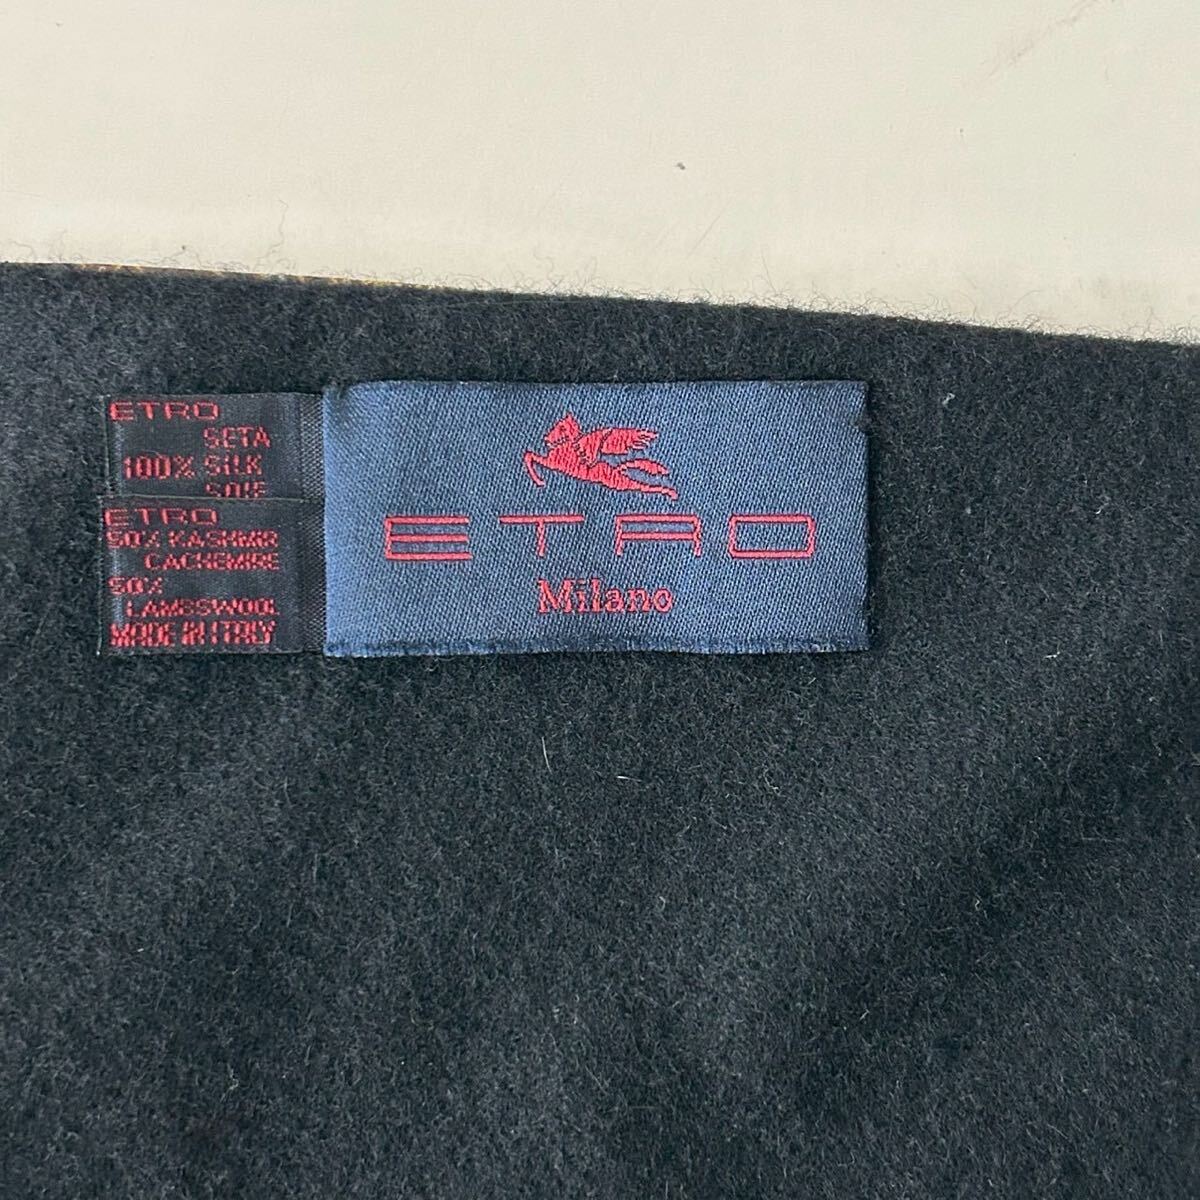 ETRO
SETA
100% SILK
SOIE
ETRO
50% KASHMIR
CACHEMIRE
50%
LAMBSWOOL
MADE IN ITALY
ETRO
Milano